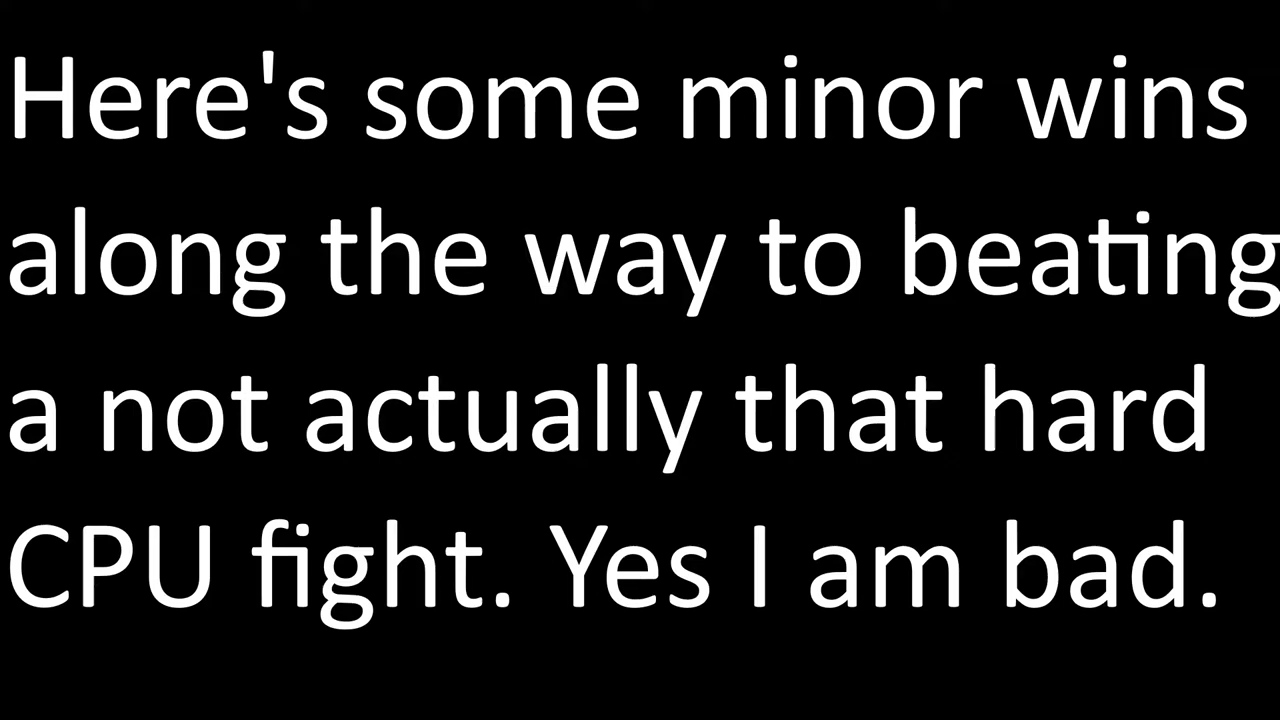 Here's some minor wins
along the way to beating
a not actually that hard
CPU fight. Yes I am bad.